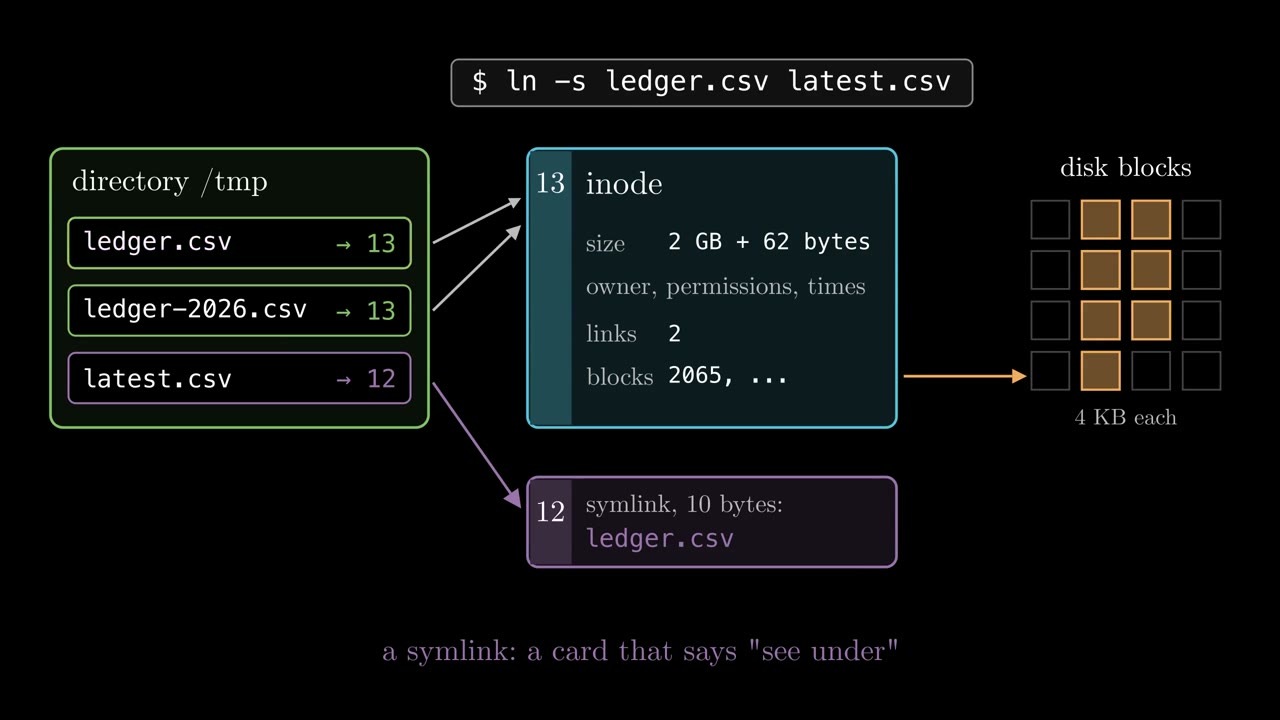 $ ln -s ledger.csv latest.csv
directory /tmp
ledger.csv → 13
ledger-2026.csv → 13
latest.csv → 12
13 inode
size 2 GB + 62 bytes
owner, permissions, times
links 2
blocks 2065, ...
disk blocks
4 KB each
12 symlink, 10 bytes:
ledger.csv
a symlink: a card that says "see under"